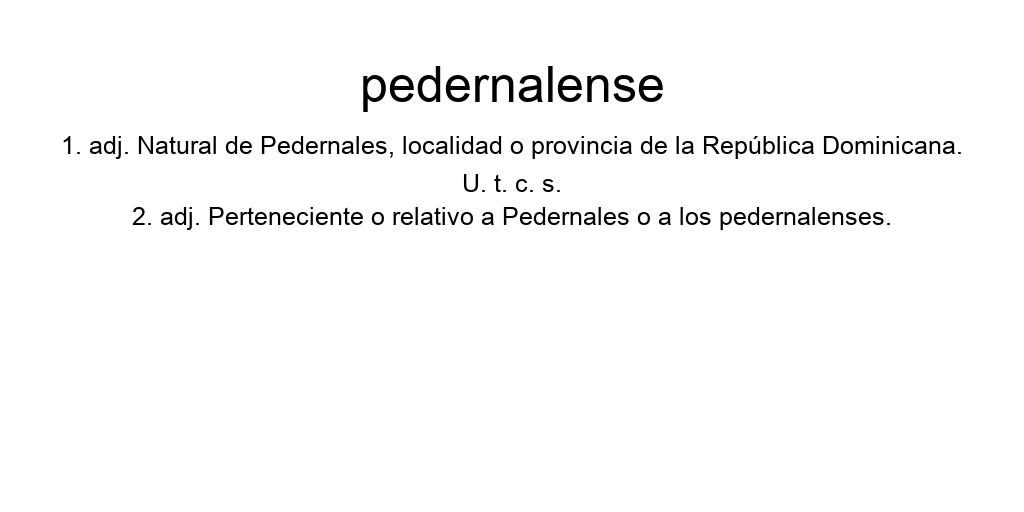 pedernalense
1. adj. Natural de Pedernales, localidad o provincia de la República Dominicana.
U. t. c. s.
2. adj. Perteneciente o relativo a Pedernales o a los pedernalenses.